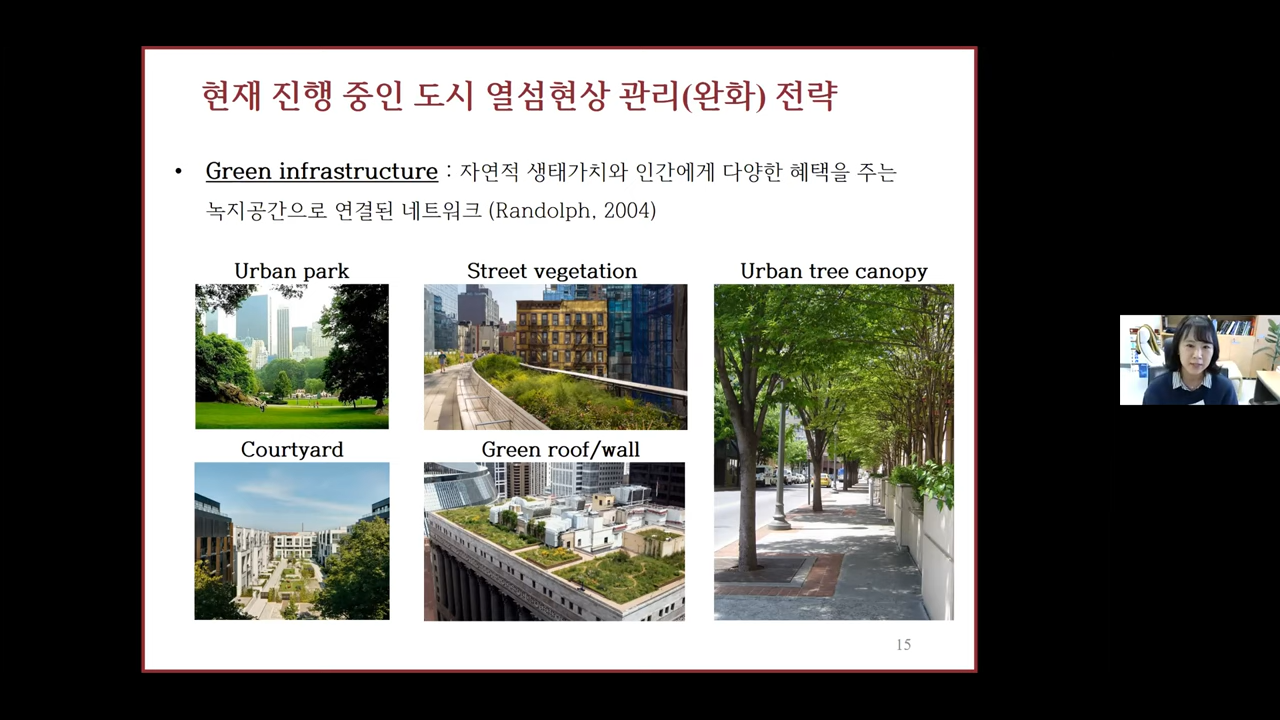 현재 진행 중인 도시 열섬현상 관리(완화) 전략
• Green infrastructure : 자연적 생태가치와 인간에게 다양한 혜택을 주는
녹지공간으로 연결된 네트워크 (Randolph, 2004)
Urban park
Street vegetation
Urban tree canopy
Courtyard
Green roof/wall
15